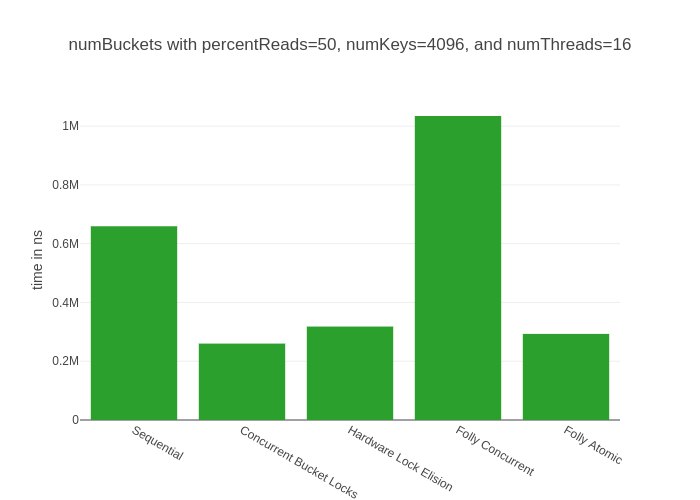 numBuckets with percentReads=50, numKeys=4096, and numThreads=16
time in ns
1M
0.8M
0.6M
0.4M
0.2M
0
Sequential
Concurrent Bucket Locks
Hardware Lock Elision
Folly Concurrent
Folly Atomic